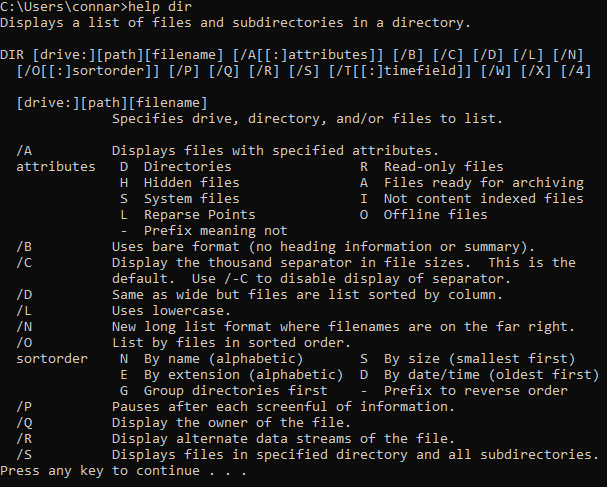 C:\Users\connar>help dir
Displays a list of files and subdirectories in a directory.

DIR [drive:][path][filename] [/A[[:]attributes]] [/B] [/C] [/D] [/L] [/N]
  [/O[[:]sortorder]] [/P] [/Q] [/R] [/S] [/T[[:]timefield]] [/W] [/X] [/4]

  [drive:][path][filename]
              Specifies drive, directory, and/or files to list.

  /A          Displays files with specified attributes.
  attributes   D  Directories                R  Read-only files
               H  Hidden files               A  Files ready for archiving
               S  System files               I  Not content indexed files
               L  Reparse Points             O  Offline files
               -  Prefix meaning not
  /B          Uses bare format (no heading information or summary).
  /C          Display the thousand separator in file sizes.  This is the
              default.  Use /-C to disable display of separator.
  /D          Same as wide but files are list sorted by column.
  /L          Uses lowercase.
  /N          New long list format where filenames are on the far right.
  /O          List by files in sorted order.
  sortorder    N  By name (alphabetic)       S  By size (smallest first)
               E  By extension (alphabetic)  D  By date/time (oldest first)
               G  Group directories first    -  Prefix to reverse order
  /P          Pauses after each screenful of information.
  /Q          Display the owner of the file.
  /R          Display alternate data streams of the file.
  /S          Displays files in specified directory and all subdirectories.
Press any key to continue . . .